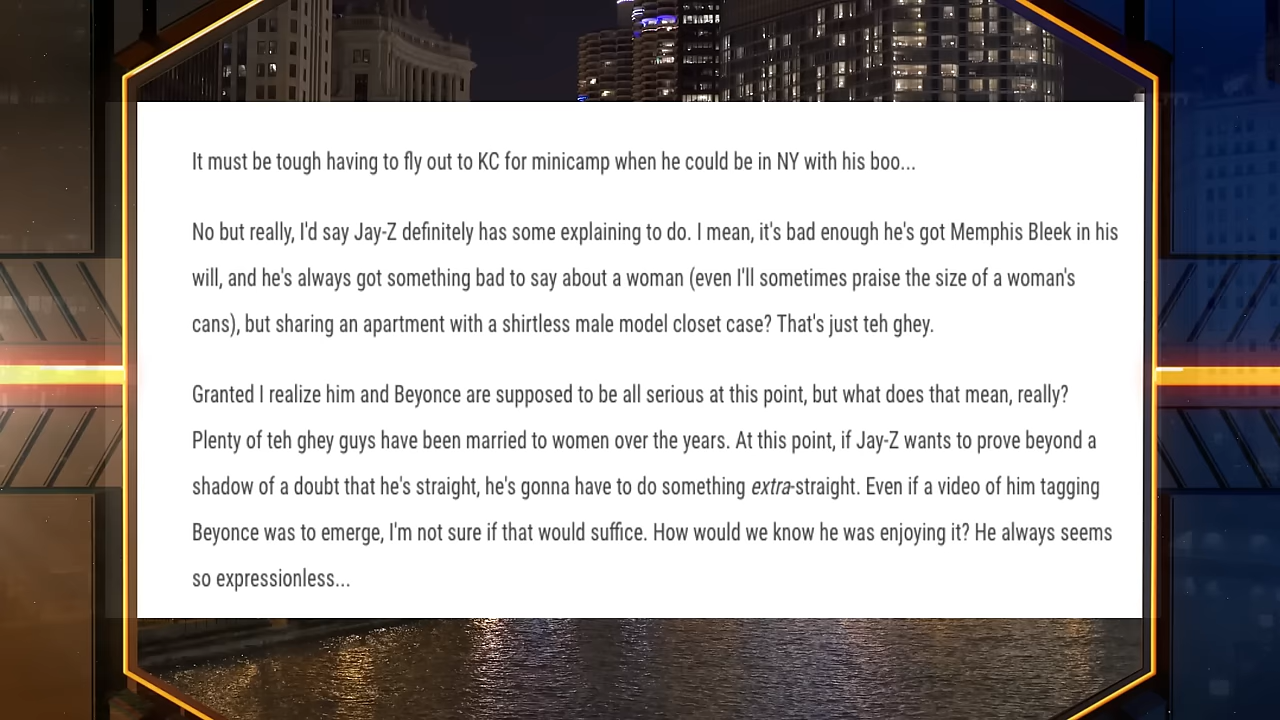 It must be tough having to fly out to KC for minicamp when he could be in NY with his boo...
No but really, I'd say Jay-Z definitely has some explaining to do. I mean, it's bad enough he's got Memphis Bleek in his
will, and he's always got something bad to say about a woman (even I'll sometimes praise the size of a woman's
cans), but sharing an apartment with a shirtless male model closet case? That's just teh ghey.
Granted I realize him and Beyonce are supposed to be all serious at this point, but what does that mean, really?
Plenty of teh ghey guys have been married to women over the years. At this point, if Jay-Z wants to prove beyond a
shadow of a doubt that he's straight, he's gonna have to do something extra-straight. Even if a video of him tagging
Beyonce was to emerge, I'm not sure if that would suffice. How would we know he was enjoying it? He always seems
so expressionless...